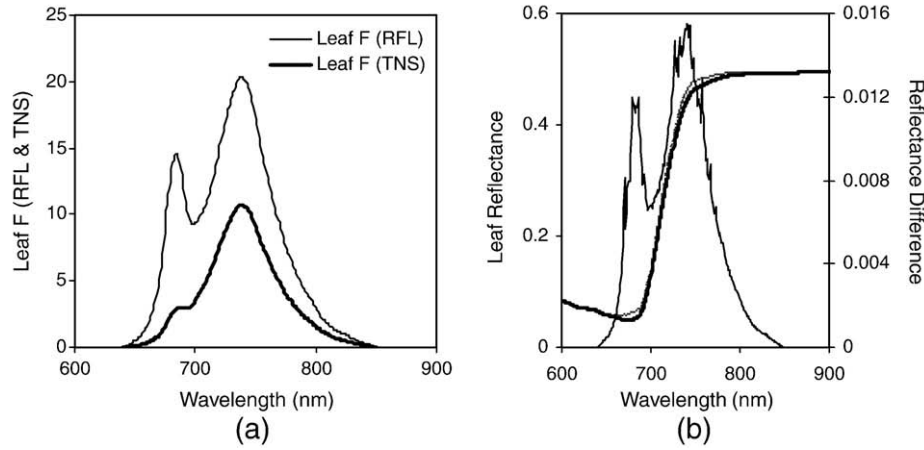 25
20
15
10
5
0
Leaf F (RFL & TNS)
Leaf F (RFL)
Leaf F (TNS)
600
700
800
900
Wavelength (nm)
(a)
0.6
0.4
0.2
0
Leaf Reflectance
0.016
0.012
0.008
0.004
0
Reflectance Difference
600
700
800
900
Wavelength (nm)
(b)